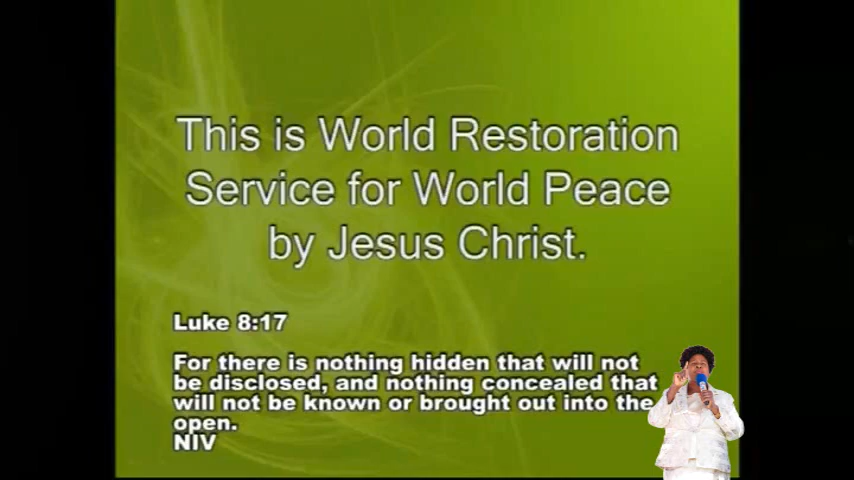 This is World Restoration
Service for World Peace
by Jesus Christ.
Luke 8:17
For there is nothing hidden that will not
be disclosed, and nothing concealed that
will not be known or brought out into the
open.
NIV